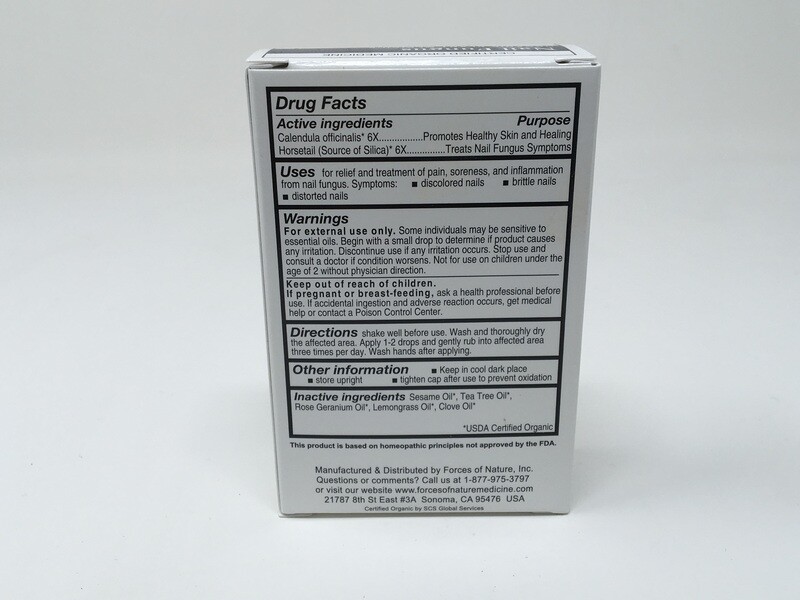 CERTIFIED ORGANIC MEDICINE
Nail Fungus
Drug Facts
Active ingredients Purpose
Calendula officinalis* 6X................Promotes Healthy Skin and Healing
Horsetail (Source of Silica)* 6X..............Treats Nail Fungus Symptoms
Uses for relief and treatment of pain, soreness, and inflammation
from nail fungus. Symptoms: ■ discolored nails ■ brittle nails
■ distorted nails
Warnings
For external use only. Some individuals may be sensitive to
essential oils. Begin with a small drop to determine if product causes
any irritation. Discontinue use if any irritation occurs. Stop use and
consult a doctor if condition worsens. Not for use on children under the
age of 2 without physician direction.
Keep out of reach of children.
If pregnant or breast-feeding, ask a health professional before
use. If accidental ingestion and adverse reaction occurs, get medical
help or contact a Poison Control Center.
Directions shake well before use. Wash and thoroughly dry
the affected area. Apply 1-2 drops and gently rub into affected area
three times per day. Wash hands after applying.
Other information ■ Keep in cool dark place
■ store upright ■ tighten cap after use to prevent oxidation
Inactive ingredients Sesame Oil*, Tea Tree Oil*,
Rose Geranium Oil*, Lemongrass Oil*, Clove Oil*
*USDA Certified Organic
This product is based on homeopathic principles not approved by the FDA.
Manufactured & Distributed by Forces of Nature, Inc.
Questions or comments? Call us at 1-877-975-3797
or visit our website www.forcesofnaturemedicine.com
21787 8th St East #3A Sonoma, CA 95476 USA
Certified Organic by SCS Global Services